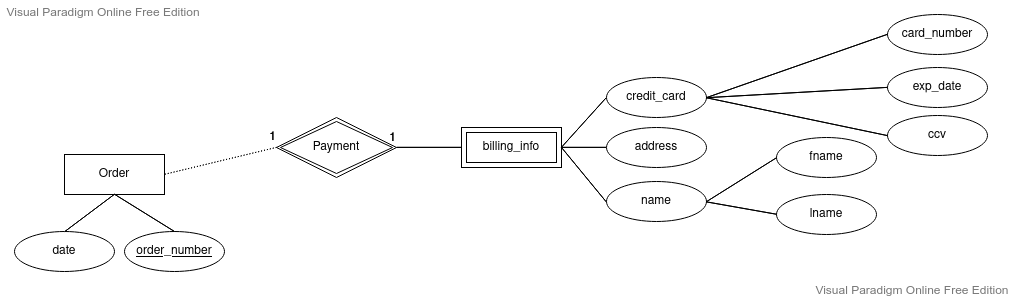 Visual Paradigm Online Free Edition
card_number
credit_card
exp_date
ccv
1
1
Payment
billing_info
address
fname
Order
name
lname
date
order_number
Visual Paradigm Online Free Edition